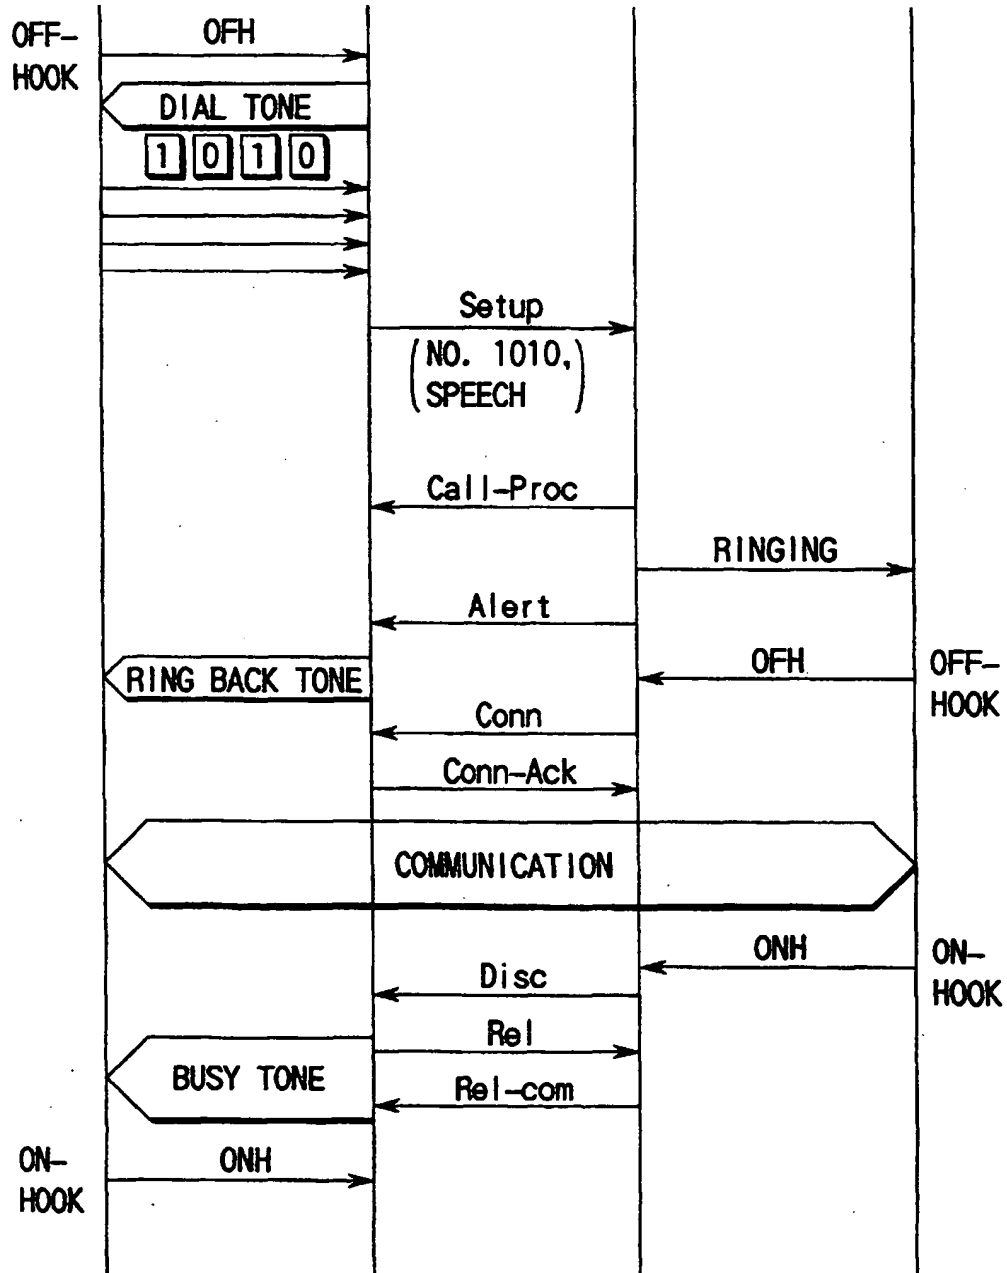 OFF-
HOOK
OFH
DIAL TONE
1 0 1 0
Setup
(NO. 1010,
SPEECH)
Call-Proc
RINGING
Alert
RING BACK TONE
OFH
OFF-
HOOK
Conn
Conn-Ack
COMMUNICATION
ONH
ON-
HOOK
Disc
Rel
BUSY TONE
Rel-com
ON-
HOOK
ONH